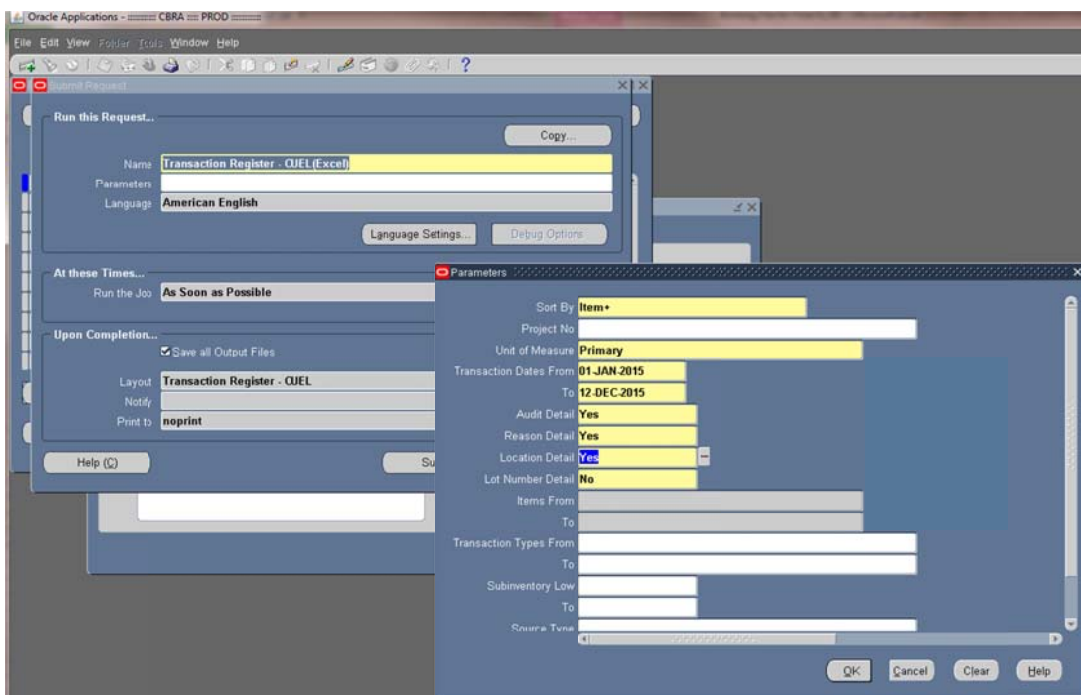 Oracle Applications - CBRA PROD
File Edit View Folder Tools Window Help
Submit Request
Run this Request...
Copy...
Name Transaction Register - OJEL(Excel)
Parameters
Language American English
Language Settings...
Debug Options
At these Times...
Run the Job As Soon as Possible
Upon Completion...
Save all Output Files
Layout Transaction Register - OJEL
Notify
Print to noprint
Help (C)
Su
Parameters
Sort By Item+
Project No
Unit of Measure Primary
Transaction Dates From 01-JAN-2015
To 12-DEC-2015
Audit Detail Yes
Reason Detail Yes
Location Detail Yes
Lot Number Detail No
Items From
To
Transaction Types From
To
Subinventory Low
To
Source Type
OK
Cancel
Clear
Help